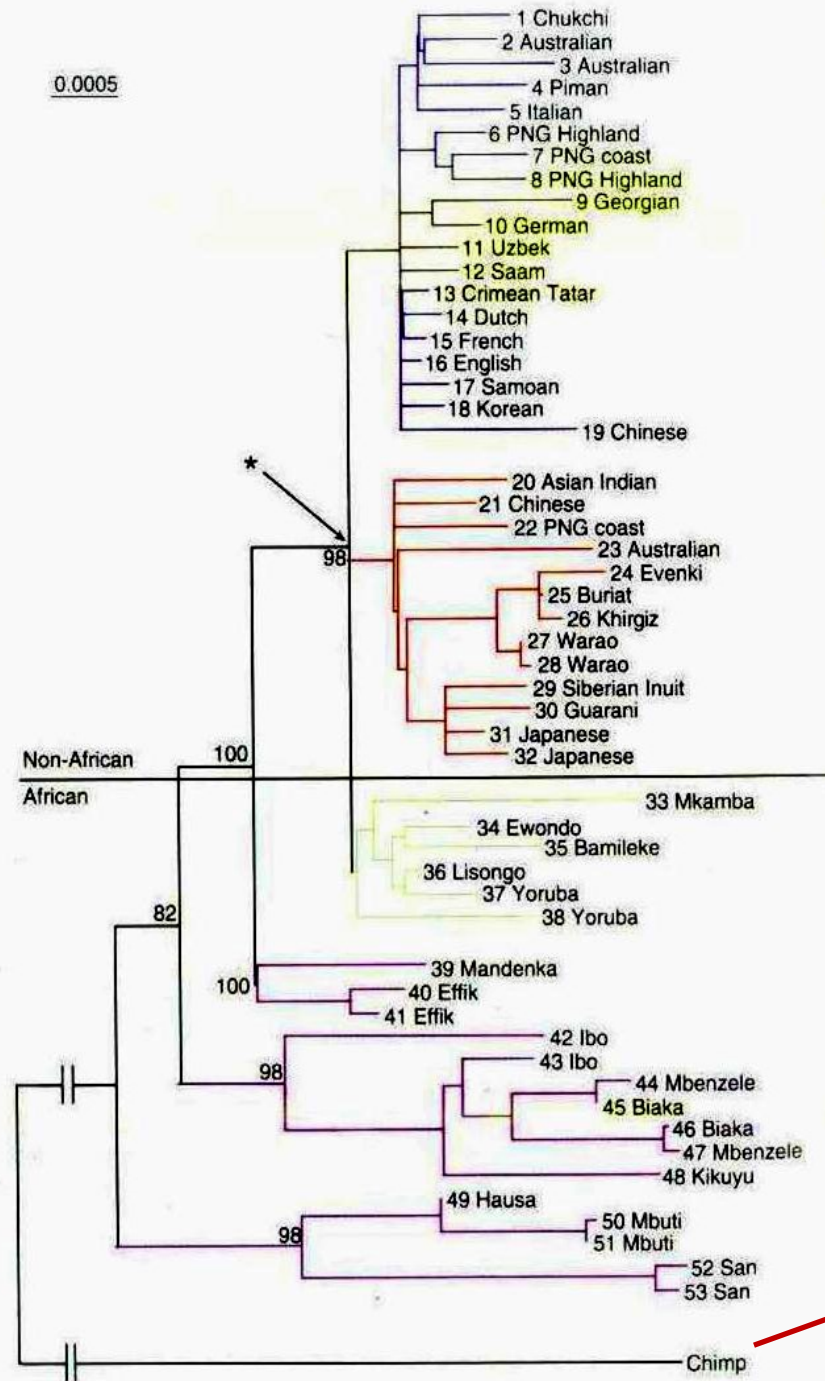 1 Chukchi
2 Australian
0.0005
3 Australian
4 Piman
5 Italian
6 PNG Highland
7 PNG coast
8 PNG Highland
9 Georgian
10 German
11 Uzbek
12 Saam
13 Crimean Tatar
14 Dutch
15 French
16 English
17 Samoan
18 Korean
19 Chinese
*
20 Asian Indian
21 Chinese
22 PNG coast
23 Australian
98
24 Evenki
25 Buriat
26 Khirgiz
27 Warao
28 Warao
29 Siberian Inuit
30 Guarani
31 Japanese
32 Japanese
100
Non-African
African
33 Mkamba
34 Ewondo
35 Bamileke
36 Lisongo
37 Yoruba
38 Yoruba
82
39 Mandenka
100
40 Effik
41 Effik
42 Ibo
43 Ibo
98
44 Mbenzele
45 Biaka
46 Biaka
47 Mbenzele
48 Kikuyu
49 Hausa
50 Mbuti
51 Mbuti
98
52 San
53 San
Chimp